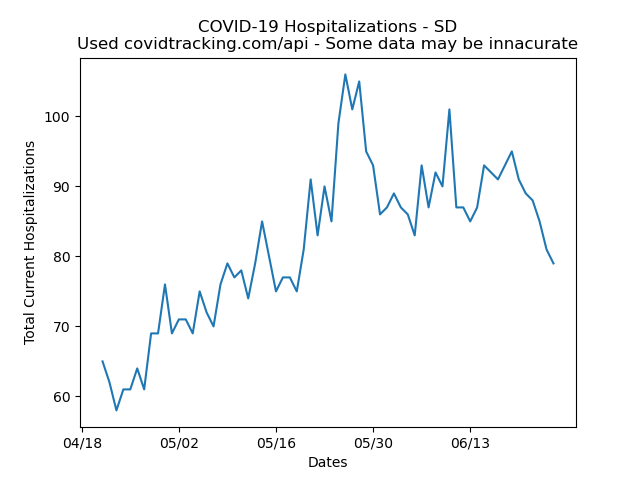 COVID-19 Hospitalizations - SD
Used covidtracking.com/api - Some data may be innacurate
Total Current Hospitalizations
100
90
80
70
60
04/18
05/02
05/16
05/30
06/13
Dates